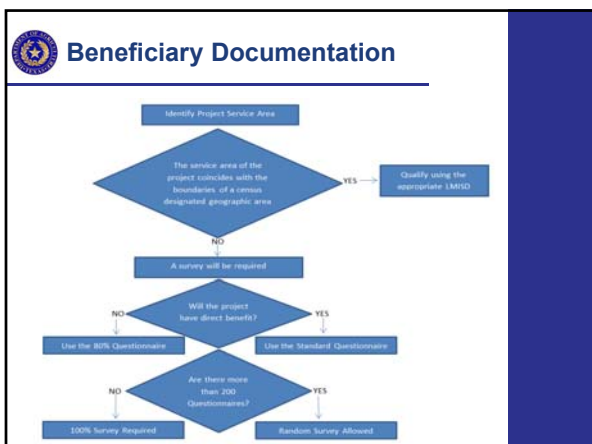 Beneficiary Documentation
Identify Project Service Area
The service area of the
project coincides with the
boundaries of a census
designated geographic area
YES
Qualify using the
appropriate LMISD
NO
A survey will be required
Will the project
have direct benefit?
NO
YES
Use the 80% Questionnaire
Use the Standard Questionnaire
Are there more
than 200
Questionnaires?
NO
YES
100% Survey Required
Random Survey Allowed